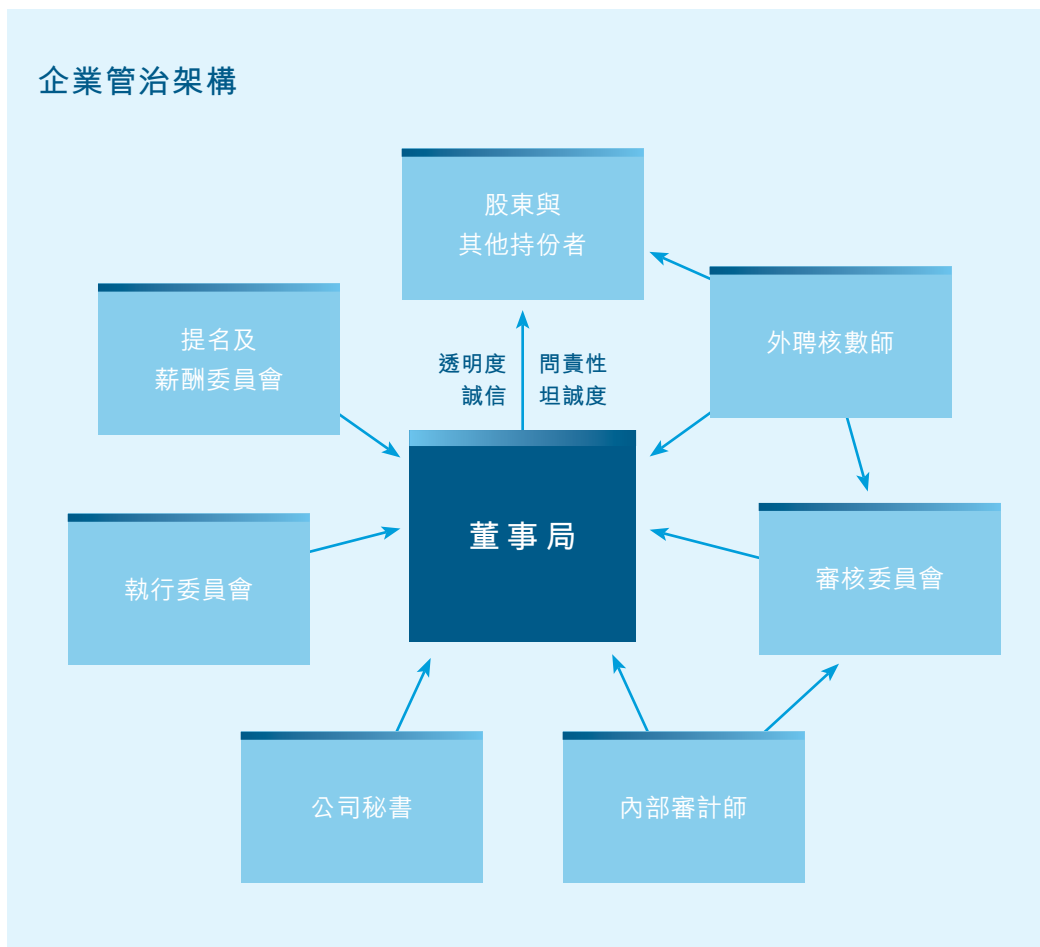 企業管治架構
股東與
其他持份者
提名及
薪酬委員會
外聘核數師
透明度
誠信
問責性
坦誠度
董事局
執行委員會
審核委員會
公司秘書
內部審計師